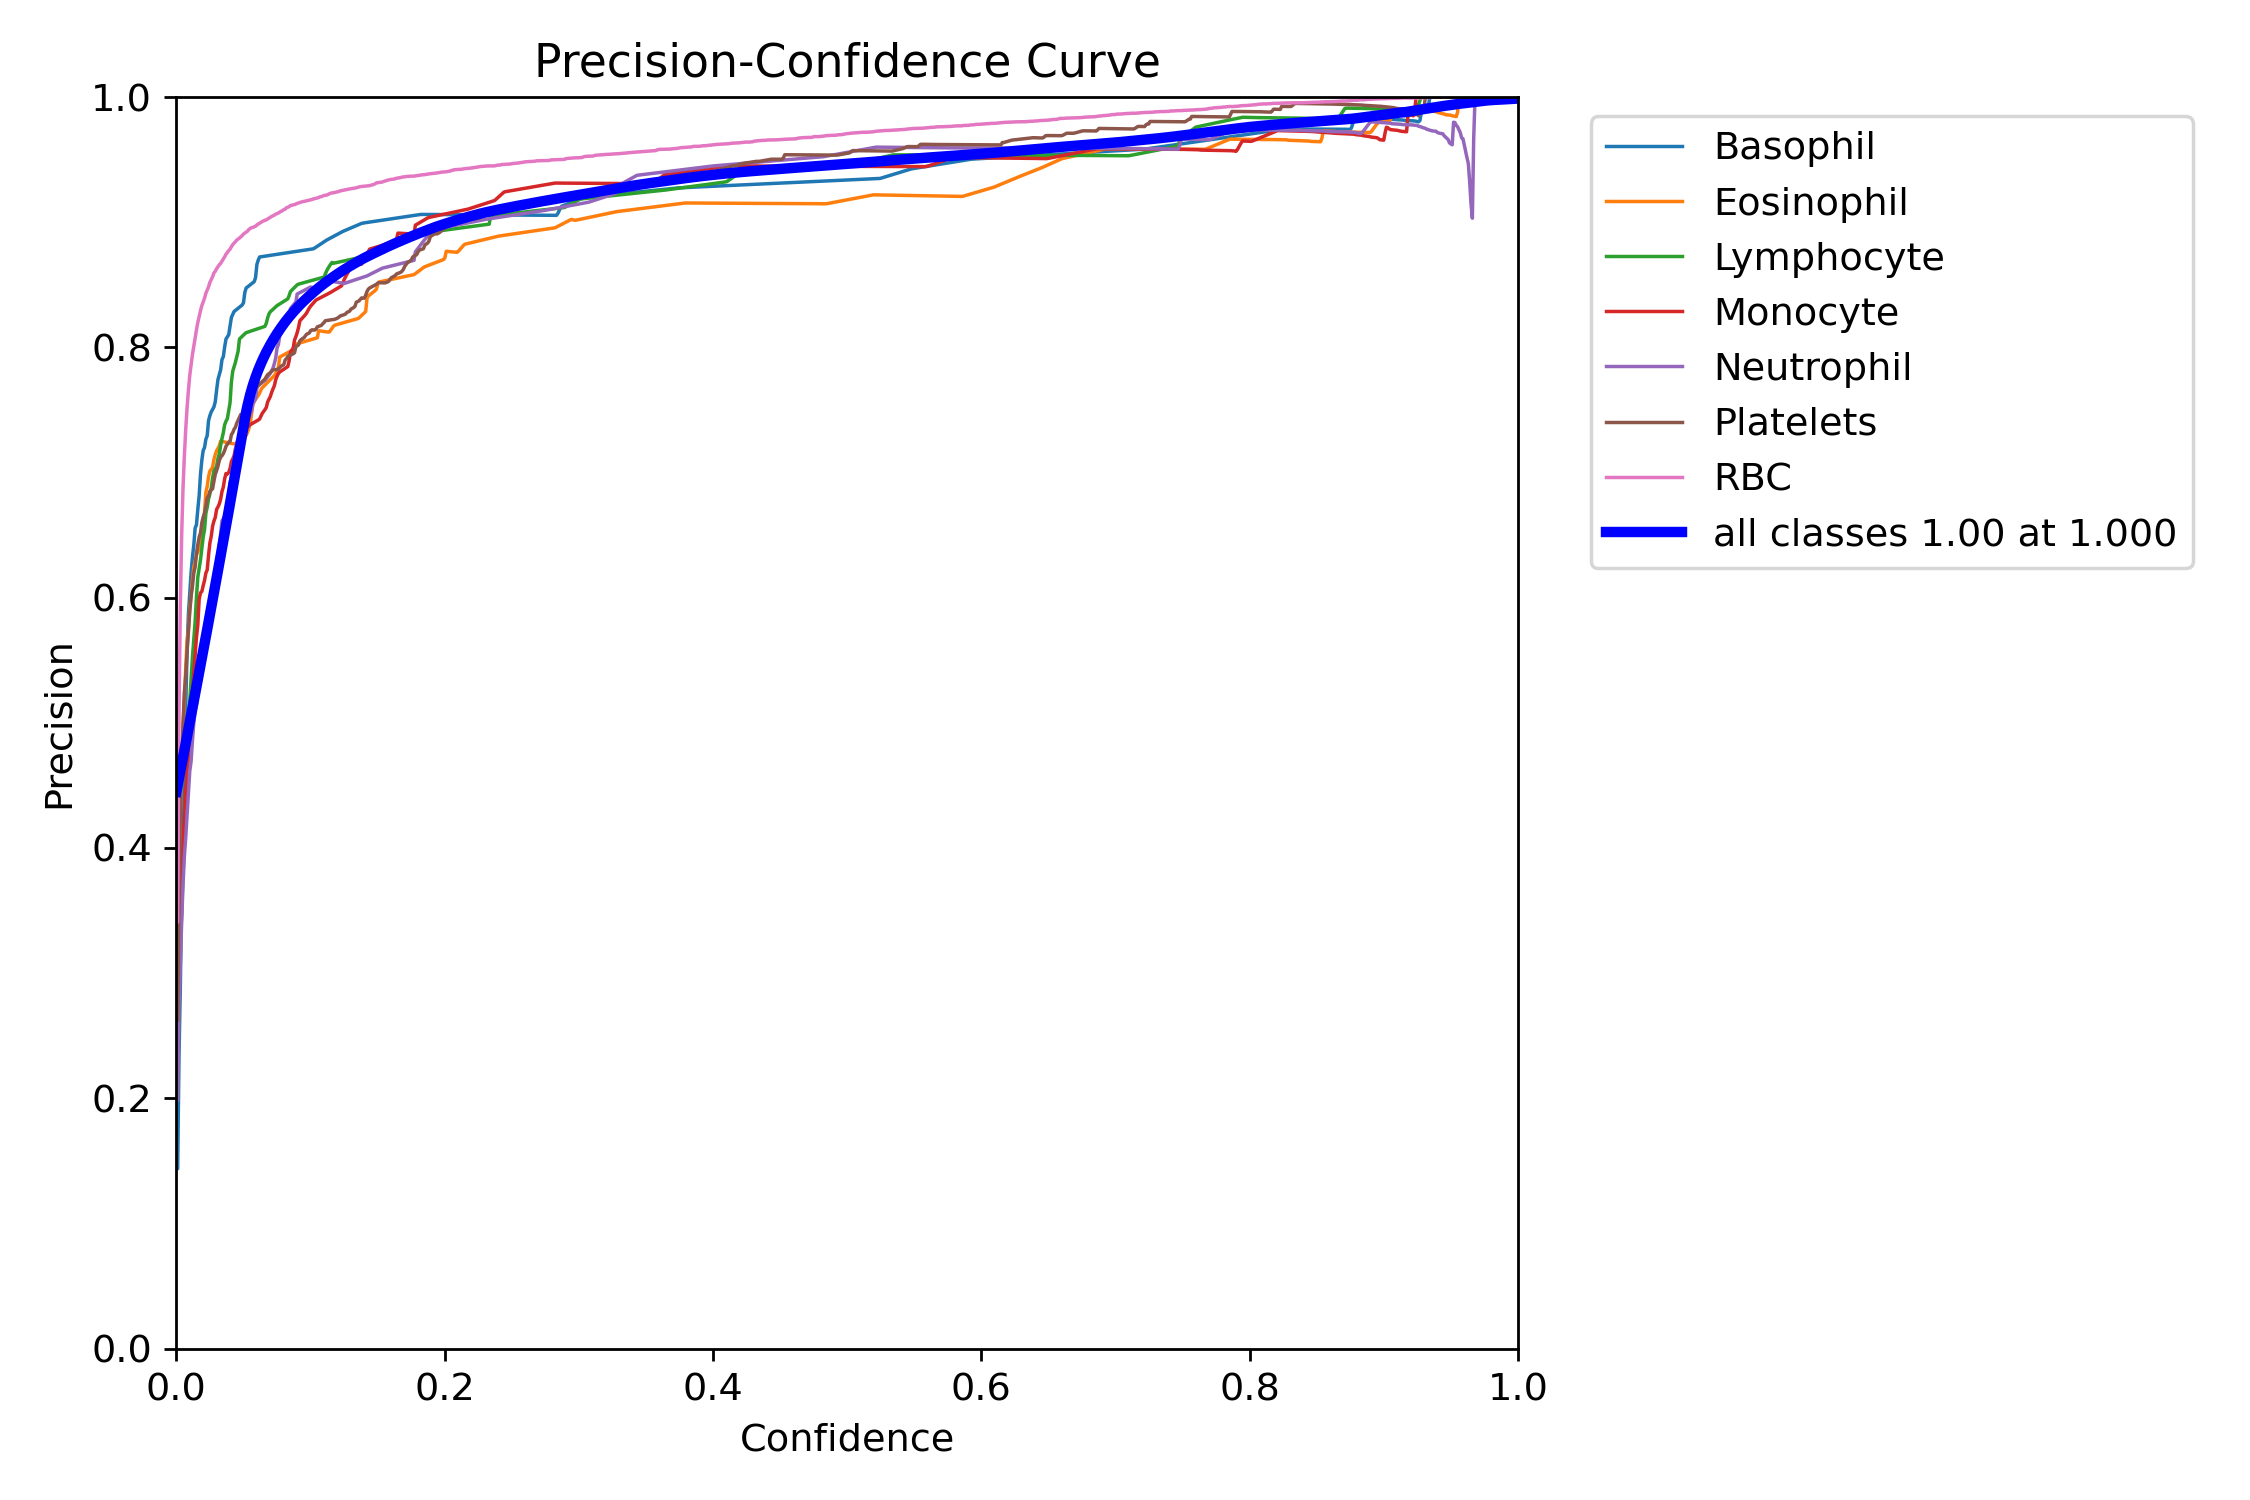 Precision-Confidence Curve
1.0
0.8
0.6
0.4
0.2
0.0
Precision
0.0 0.2 0.4 0.6 0.8 1.0
Confidence
Basophil
Eosinophil
Lymphocyte
Monocyte
Neutrophil
Platelets
RBC
all classes 1.00 at 1.000